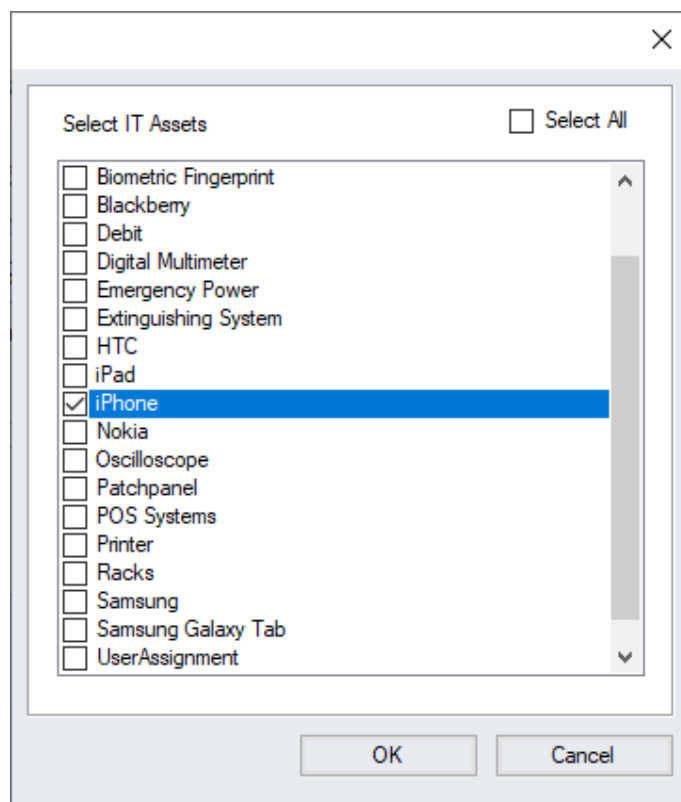 Select IT Assets
Select All
Biometric Fingerprint
Blackberry
Debit
Digital Multimeter
Emergency Power
Extinguishing System
HTC
iPad
iPhone
Nokia
Oscilloscope
Patchpanel
POS Systems
Printer
Racks
Samsung
Samsung Galaxy Tab
UserAssignment
OK
Cancel